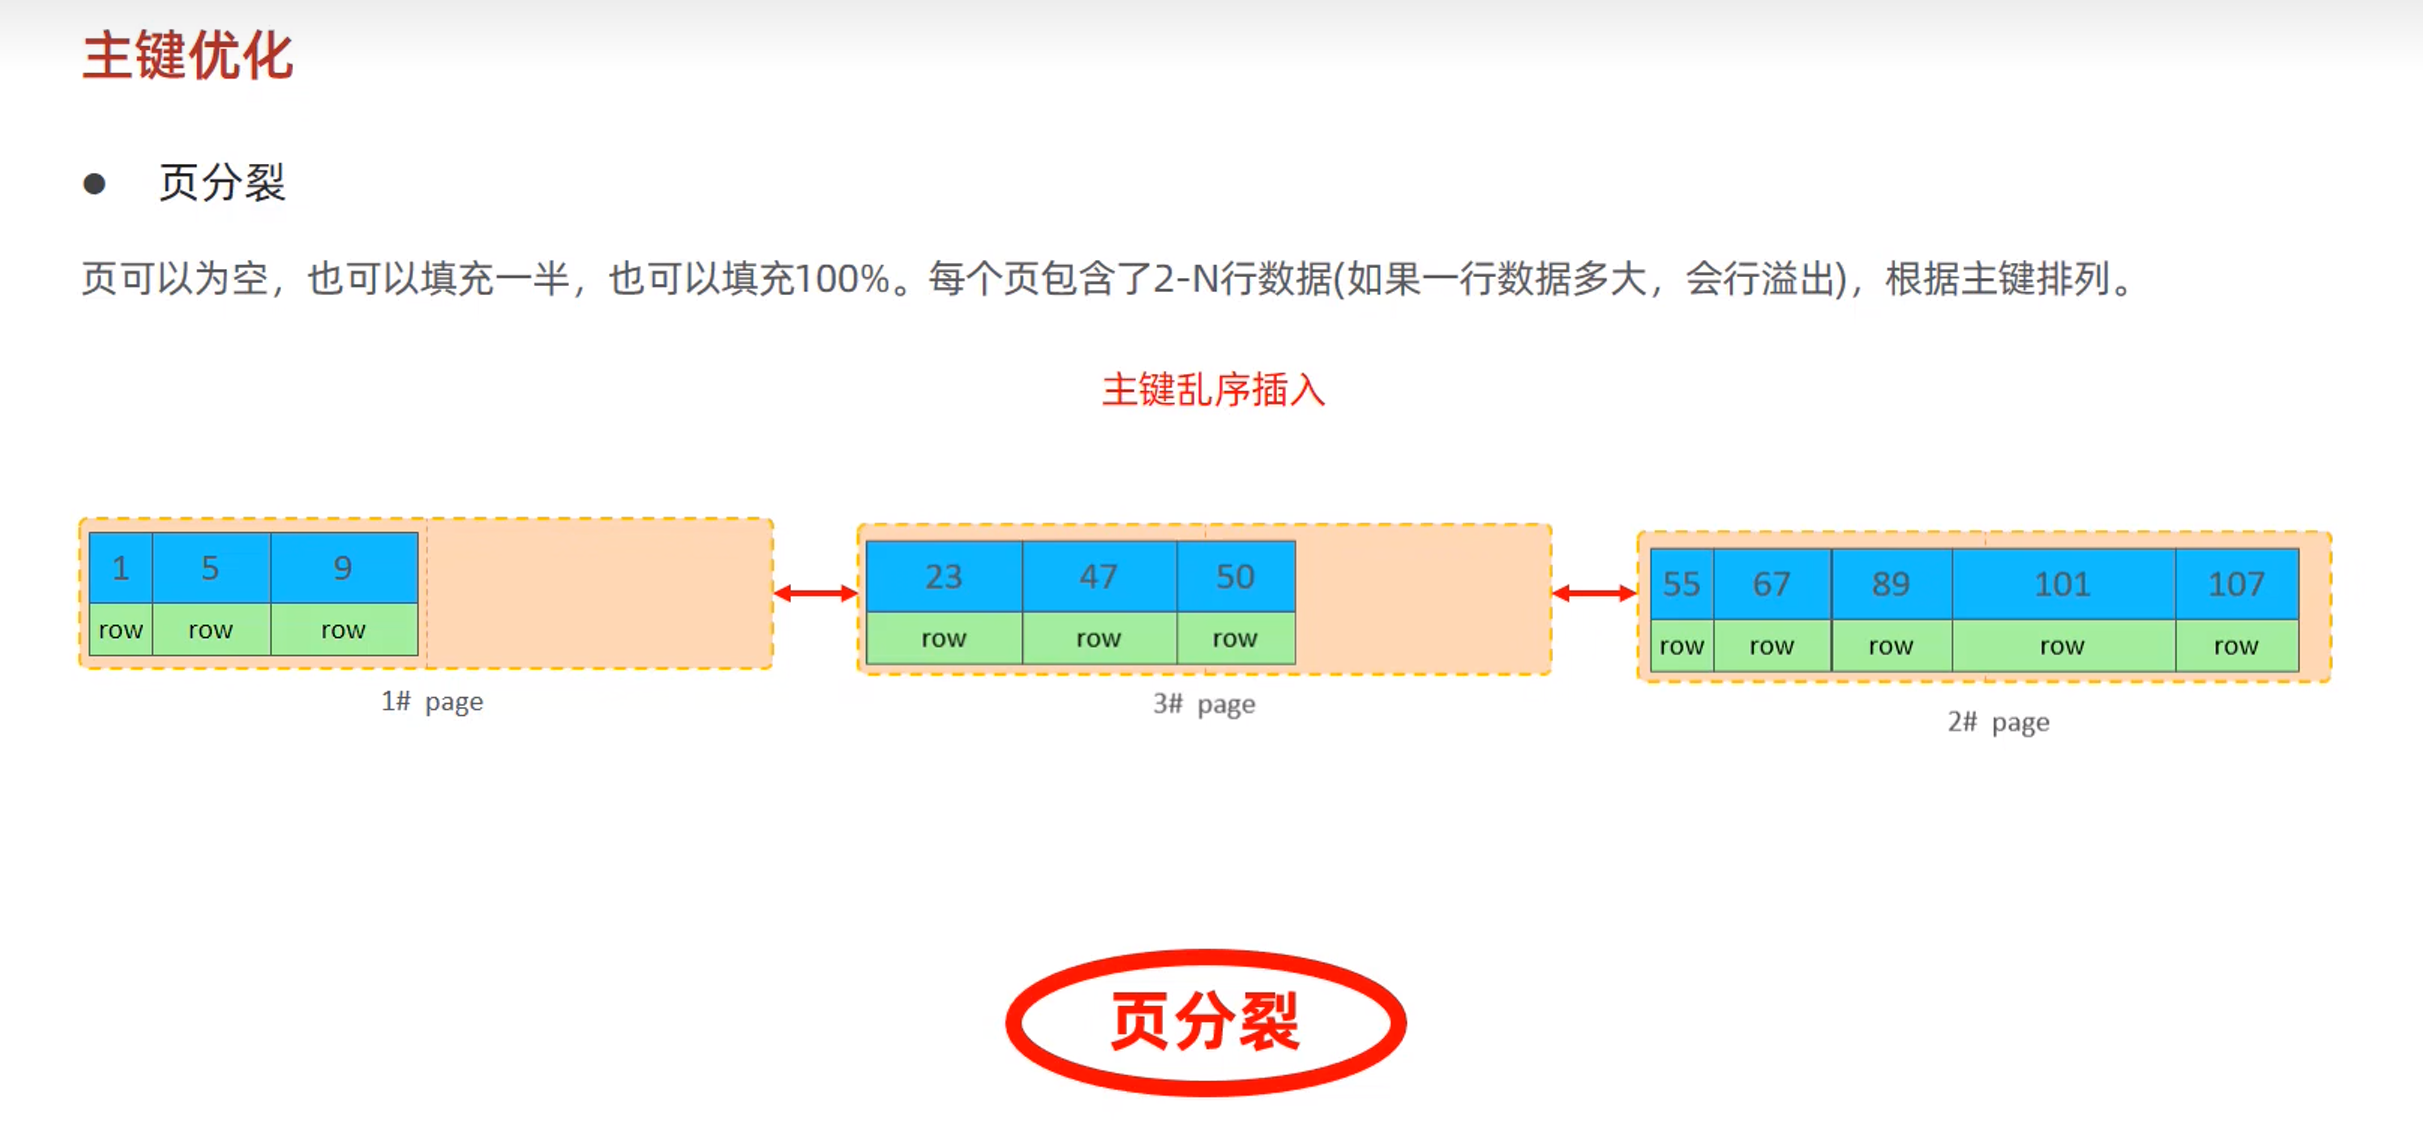 主键优化
● 页分裂
页可以为空，也可以填充一半，也可以填充100%。每个页包含了2-N行数据(如果一行数据多大，会行溢出)，根据主键排列。
主键乱序插入
1 5 9
row row row
1# page
23 47 50
row row row
3# page
55 67 89 101 107
row row row row row
2# page
页分裂